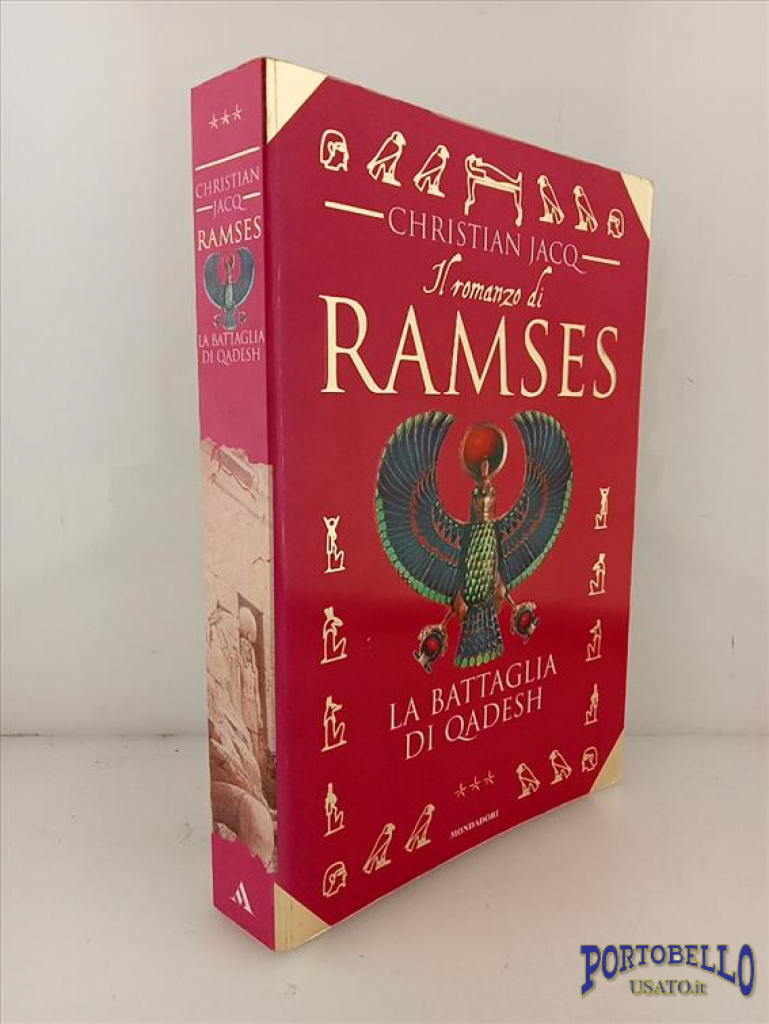 ***
CHRISTIAN
JACQ
RAMSES
LA BATTAGLIA
DI QADESH
CHRISTIAN JACQ
Il romanzo di
RAMSES
LA BATTAGLIA
DI QADESH
***
MONDADORI
PORTOBELLO
USATO.it